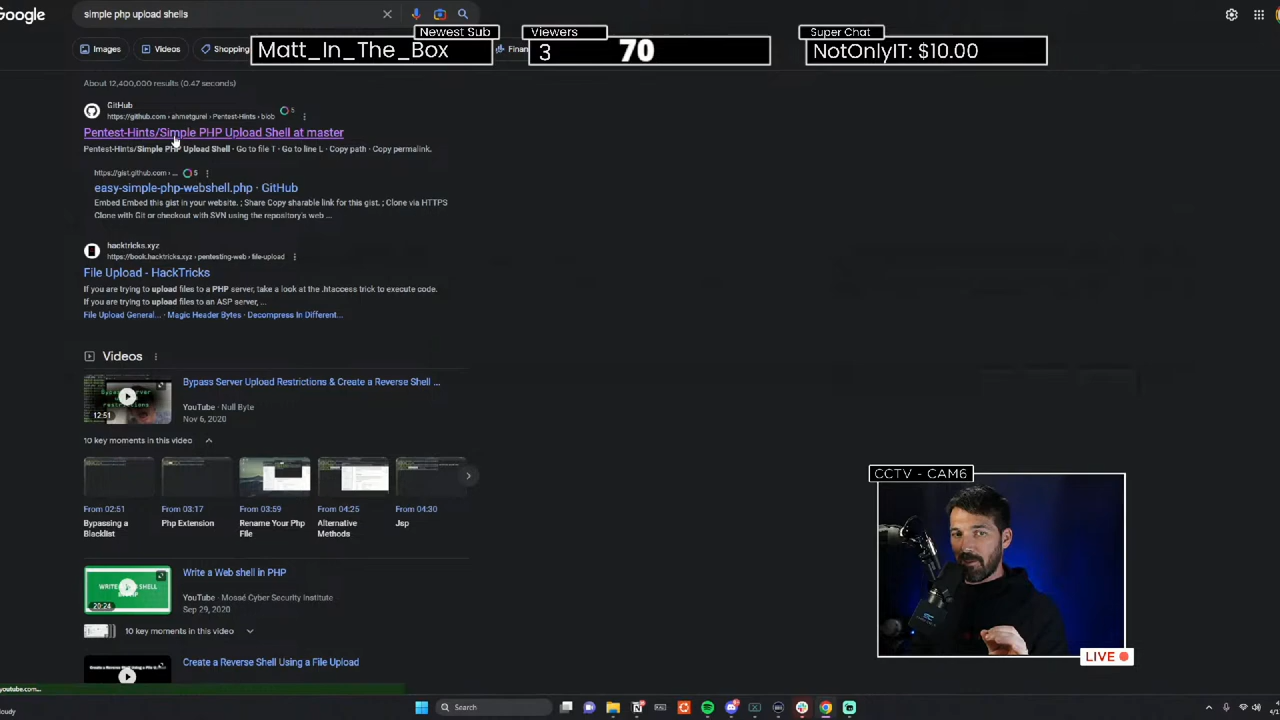 Google
simple php upload shells
Images
Videos
Shopping
Finan
Newest Sub
Matt_In_The_Box
Viewers
3
70
Super Chat
NotOnlyIT: $10.00
About 12,400,000 results (0.47 seconds)
GitHub
https://github.com › ahmetgurel › Pentest-Hints › blob
5
Pentest-Hints/Simple PHP Upload Shell at master
Pentest-Hints/Simple PHP Upload Shell · Go to file T · Go to line L · Copy path · Copy permalink.
https://gist.github.com › ...
5
easy-simple-php-webshell.php · GitHub
Embed Embed this gist in your website. ; Share Copy sharable link for this gist. ; Clone via HTTPS
Clone with Git or checkout with SVN using the repository's web ...
hacktricks.xyz
https://book.hacktricks.xyz › pentesting-web › file-upload
File Upload - HackTricks
If you are trying to upload files to a PHP server, take a look at the .htaccess trick to execute code.
If you are trying to upload files to an ASP server, ...
File Upload General... · Magic Header Bytes · Decompress In Different...
Videos
Bypass Server Upload Restrictions & Create a Reverse Shell ...
YouTube · Null Byte
Nov 6, 2020
12:51
10 key moments in this video
From 02:51
Bypassing a
Blacklist
From 03:17
Php Extension
From 03:59
Rename Your Php
File
From 04:25
Alternative
Methods
From 04:30
Jsp
Write a Web shell in PHP
YouTube · Mossé Cyber Security Institute
Sep 29, 2020
20:24
10 key moments in this video
Create a Reverse Shell Using a File Upload
CCTV - CAM6
LIVE
youtube.com...
Search